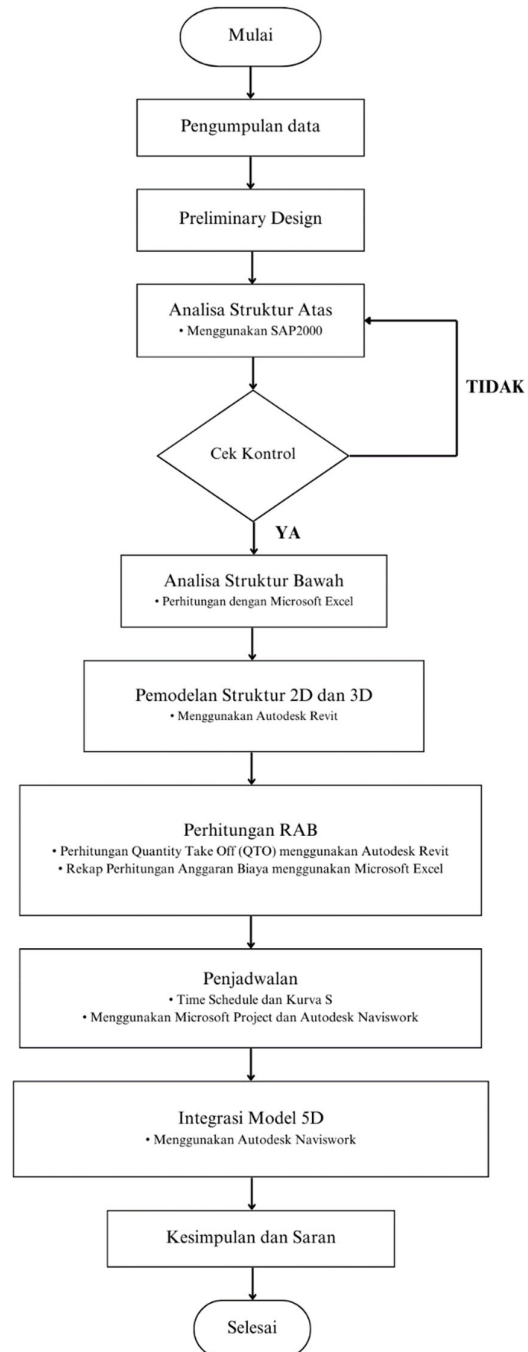 Mulai
Pengumpulan data
Preliminary Design
Analisa Struktur Atas
• Menggunakan SAP2000
TIDAK
Cek Kontrol
YA
Analisa Struktur Bawah
• Perhitungan dengan Microsoft Excel
Pemodelan Struktur 2D dan 3D
• Menggunakan Autodesk Revit
Perhitungan RAB
• Perhitungan Quantity Take Off (QTO) menggunakan Autodesk Revit
• Rekap Perhitungan Anggaran Biaya menggunakan Microsoft Excel
Penjadwalan
• Time Schedule dan Kurva S
• Menggunakan Microsoft Project dan Autodesk Naviswork
Integrasi Model 5D
• Menggunakan Autodesk Naviswork
Kesimpulan dan Saran
Selesai